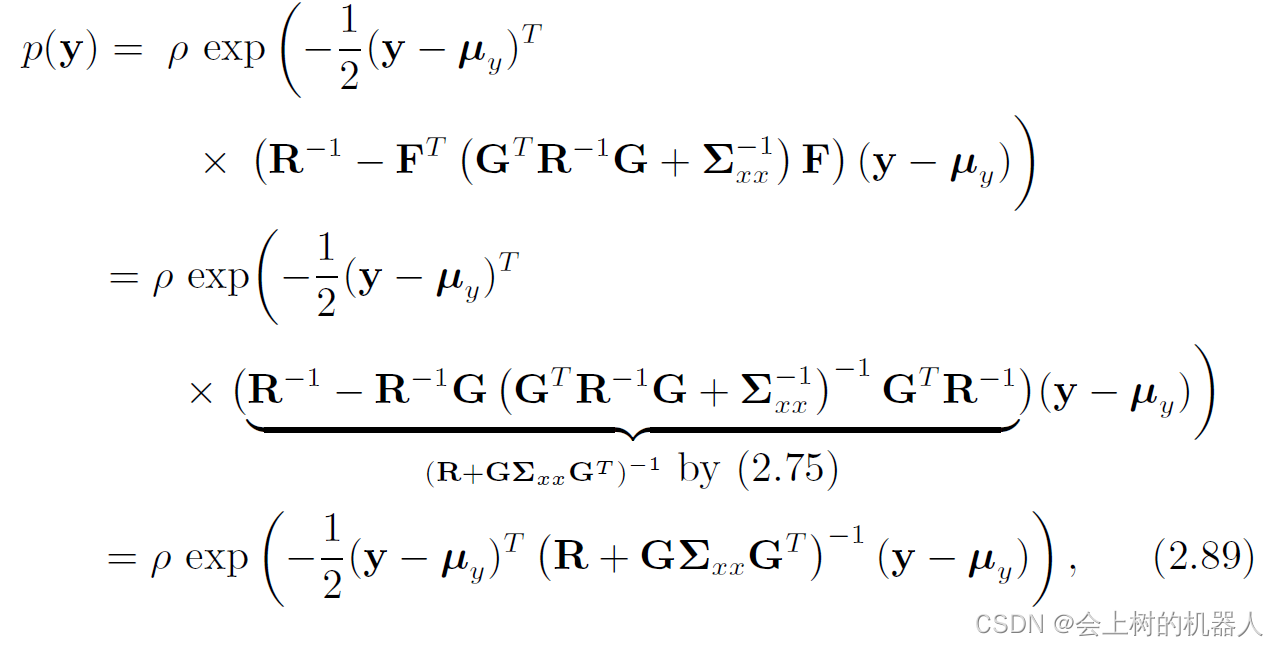 p(y) = ρ exp(−1/2 (y − μ_y)^T
× (R^{−1} − F^T (G^T R^{−1} G + Σ_{xx}^{−1}) F) (y − μ_y))
= ρ exp(−1/2 (y − μ_y)^T
× (R^{−1} − R^{−1} G (G^T R^{−1} G + Σ_{xx}^{−1})^{−1} G^T R^{−1}) (y − μ_y))
(R+GΣ_{xx}G^T)^{−1} by (2.75)
= ρ exp(−1/2 (y − μ_y)^T (R + GΣ_{xx}G^T)^{−1} (y − μ_y)), (2.89)
CSDN @会上树的机器人